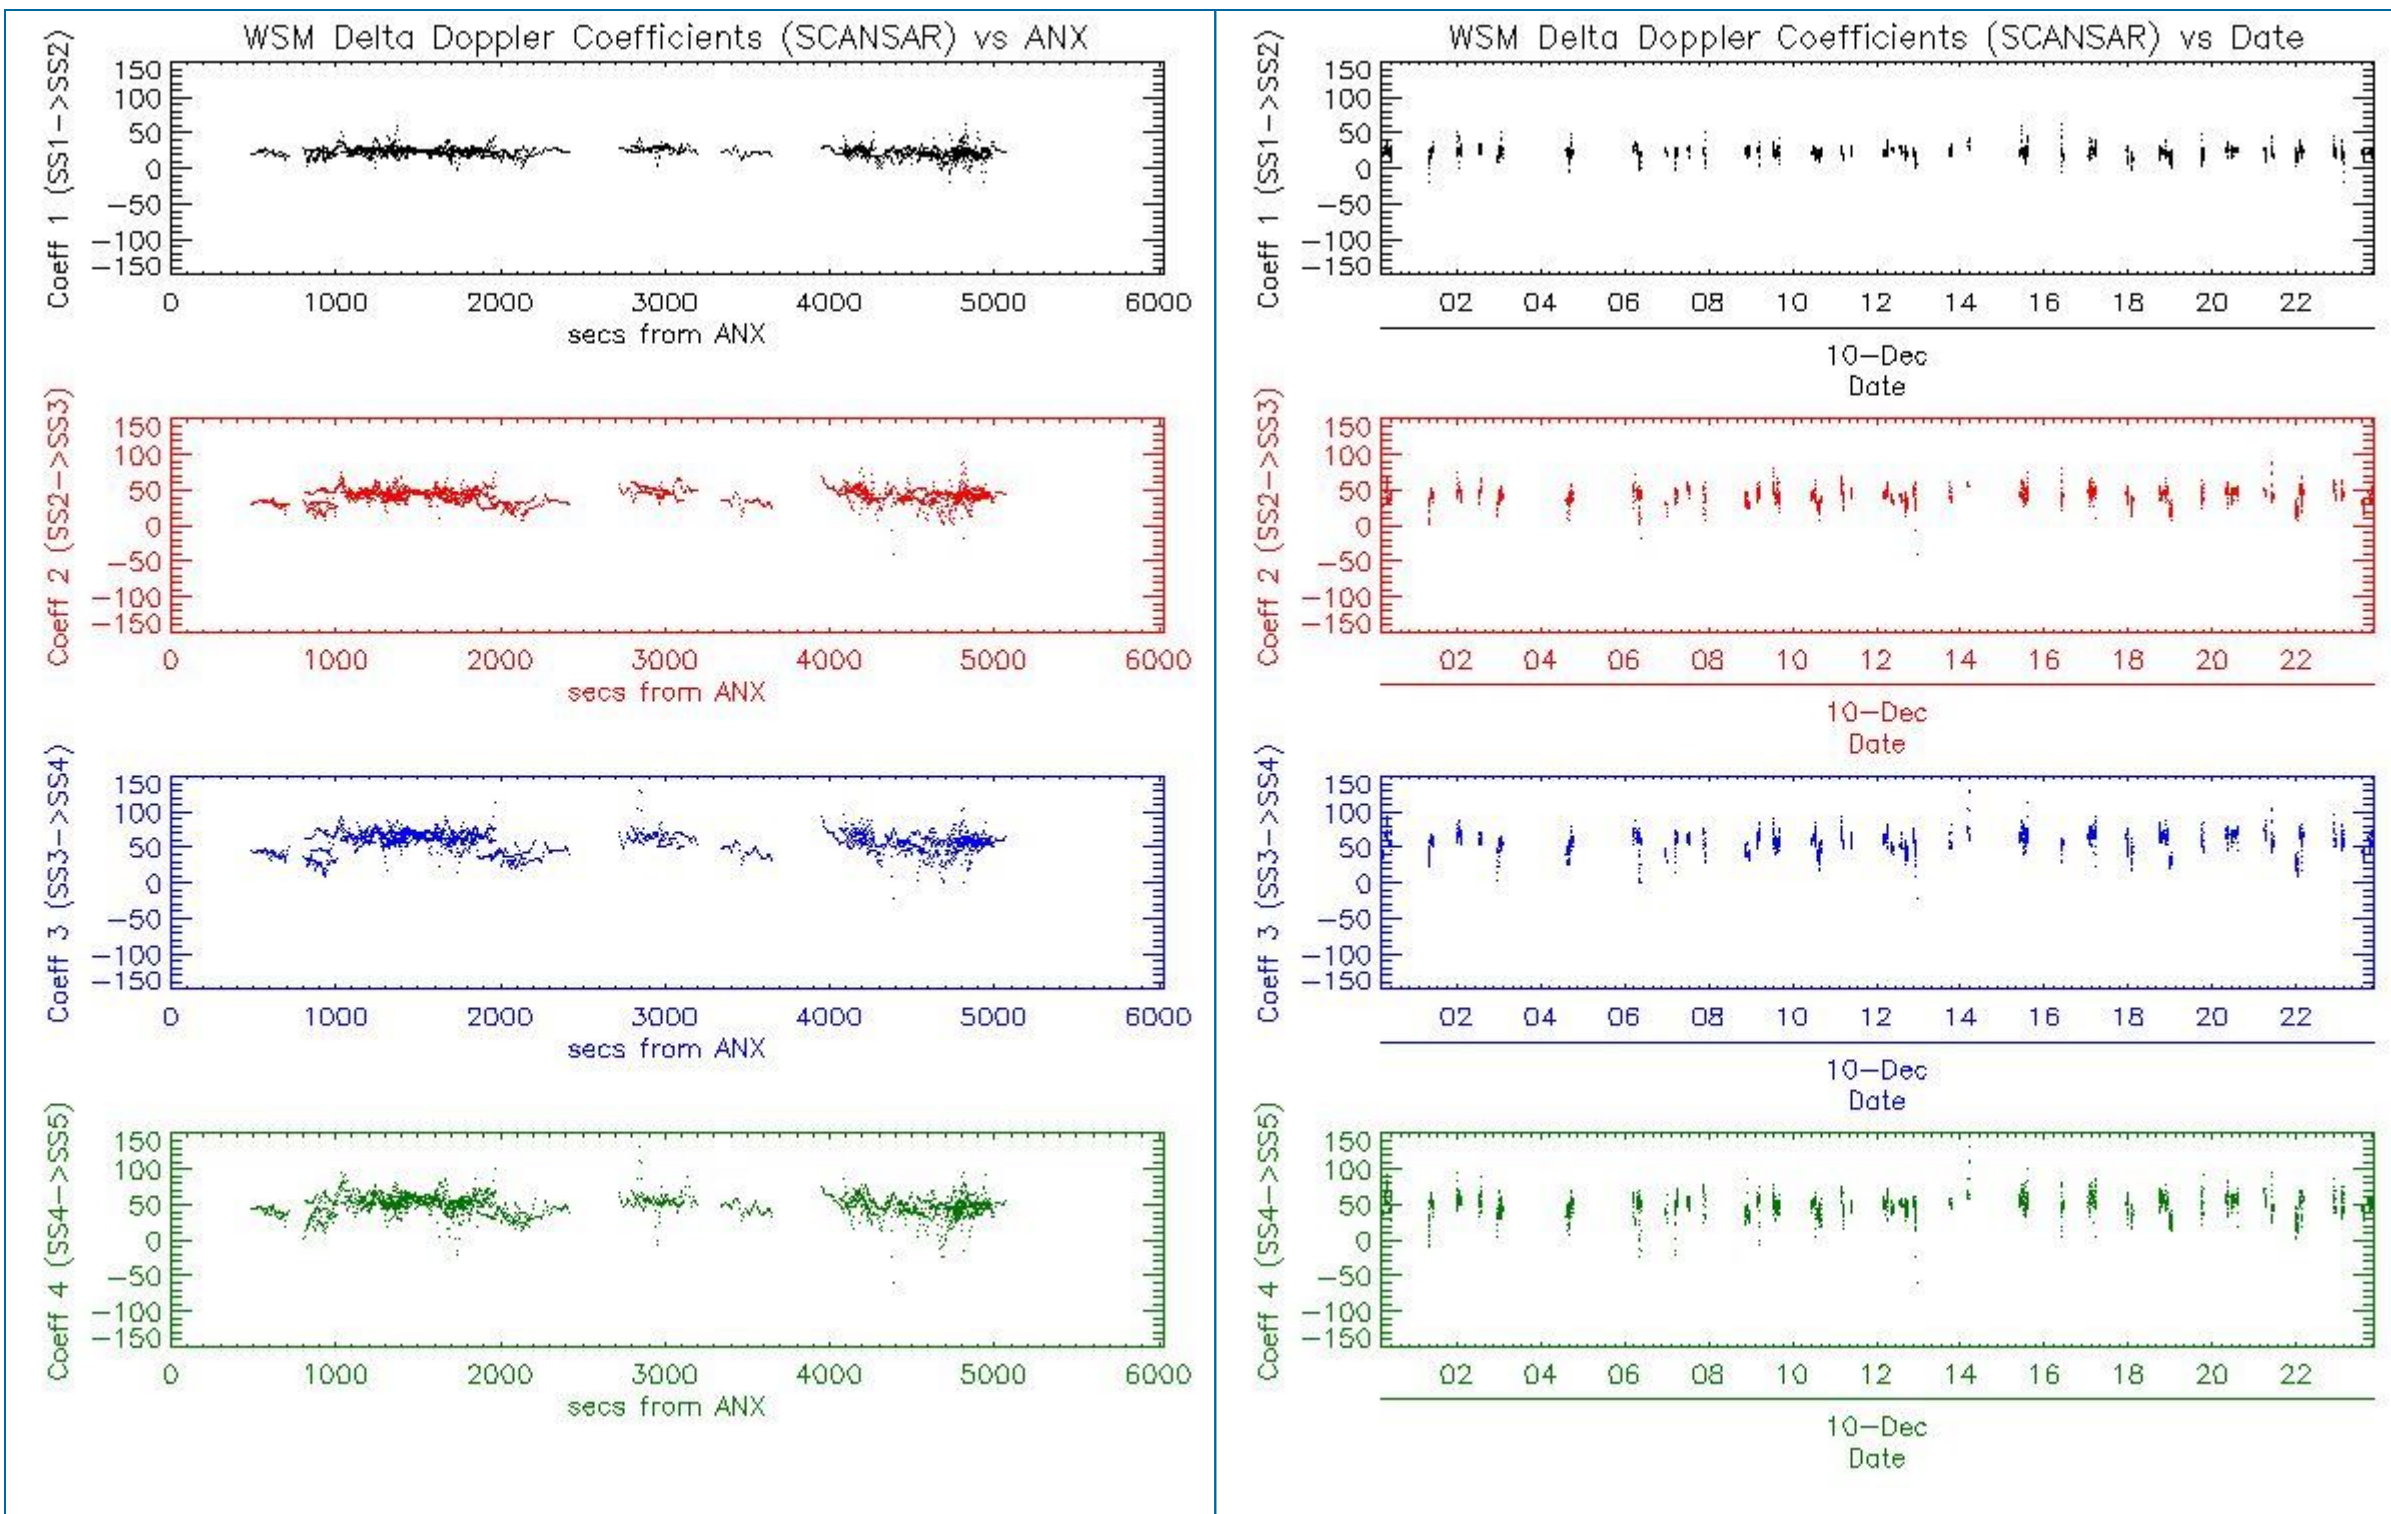 WSM Delta Doppler Coefficients (SCANSAR) vs ANX
Coeff 1 (SS1->SS2)
150
100
50
0
-50
-100
-150
0 1000 2000 3000 4000 5000 6000
secs from ANX
Coeff 2 (SS2->SS3)
150
100
50
0
-50
-100
-150
0 1000 2000 3000 4000 5000 6000
secs from ANX
Coeff 3 (SS3->SS4)
150
100
50
0
-50
-100
-150
0 1000 2000 3000 4000 5000 6000
secs from ANX
Coeff 4 (SS4->SS5)
150
100
50
0
-50
-100
-150
0 1000 2000 3000 4000 5000 6000
secs from ANX
WSM Delta Doppler Coefficients (SCANSAR) vs Date
Coeff 1 (SS1->SS2)
150
100
50
0
-50
-100
-150
02 04 06 08 10 12 14 16 18 20 22
10-Dec
Date
Coeff 2 (SS2->SS3)
150
100
50
0
-50
-100
-150
02 04 06 08 10 12 14 16 18 20 22
10-Dec
Date
Coeff 3 (SS3->SS4)
150
100
50
0
-50
-100
-150
02 04 06 08 10 12 14 16 18 20 22
10-Dec
Date
Coeff 4 (SS4->SS5)
150
100
50
0
-50
-100
-150
02 04 06 08 10 12 14 16 18 20 22
10-Dec
Date